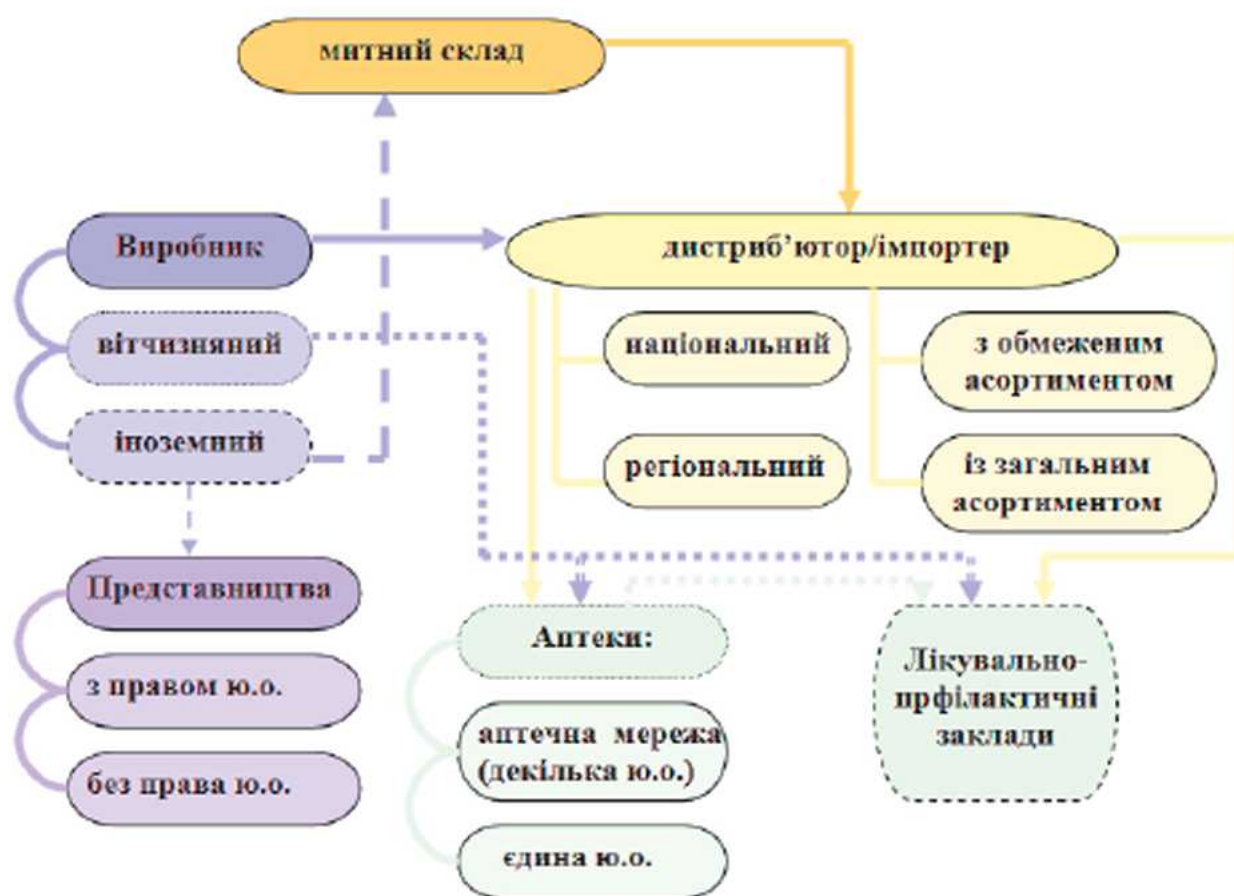 митний склад
Виробник
вітчизняний
іноземний
Представництва
з правом ю.о.
без права ю.о.
дистриб’ютор/імпортер
національний
регіональний
з обмеженим
асортиментом
із загальним
асортиментом
Аптеки:
аптечна мережа
(декілька ю.о.)
єдина ю.о.
Лікувально-
прфілактичні
заклади